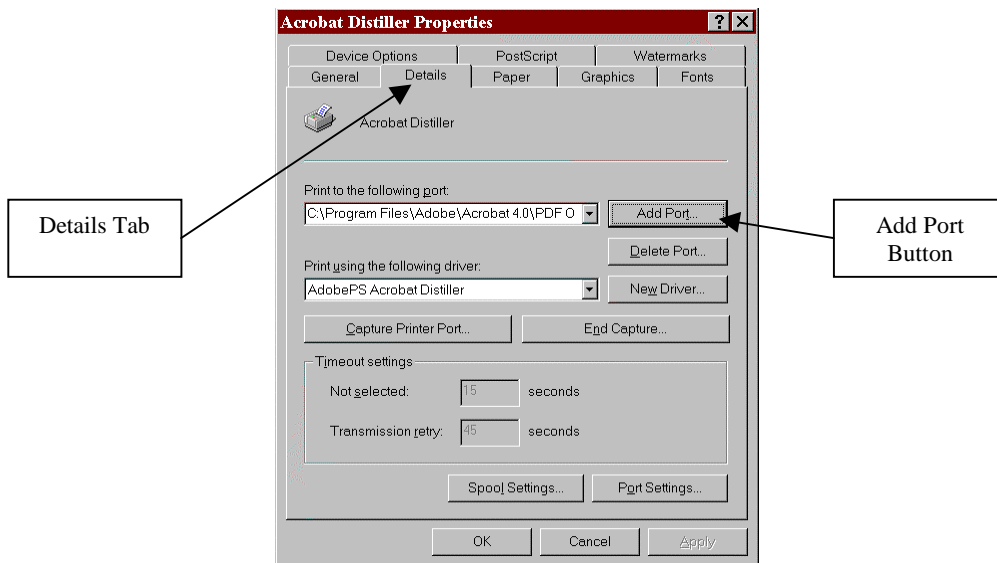 Acrobat Distiller Properties
Device Options PostScript Watermarks
General Details Paper Graphics Fonts
Acrobat Distiller
Print to the following port:
C:\Program Files\Adobe\Acrobat 4.0\PDF O Add Port...
Delete Port...
Print using the following driver:
AdobePS Acrobat Distiller New Driver...
Capture Printer Port... End Capture...
Timeout settings
Not selected: 15 seconds
Transmission retry: 45 seconds
Spool Settings... Port Settings...
OK Cancel Apply
Details Tab
Add Port
Button